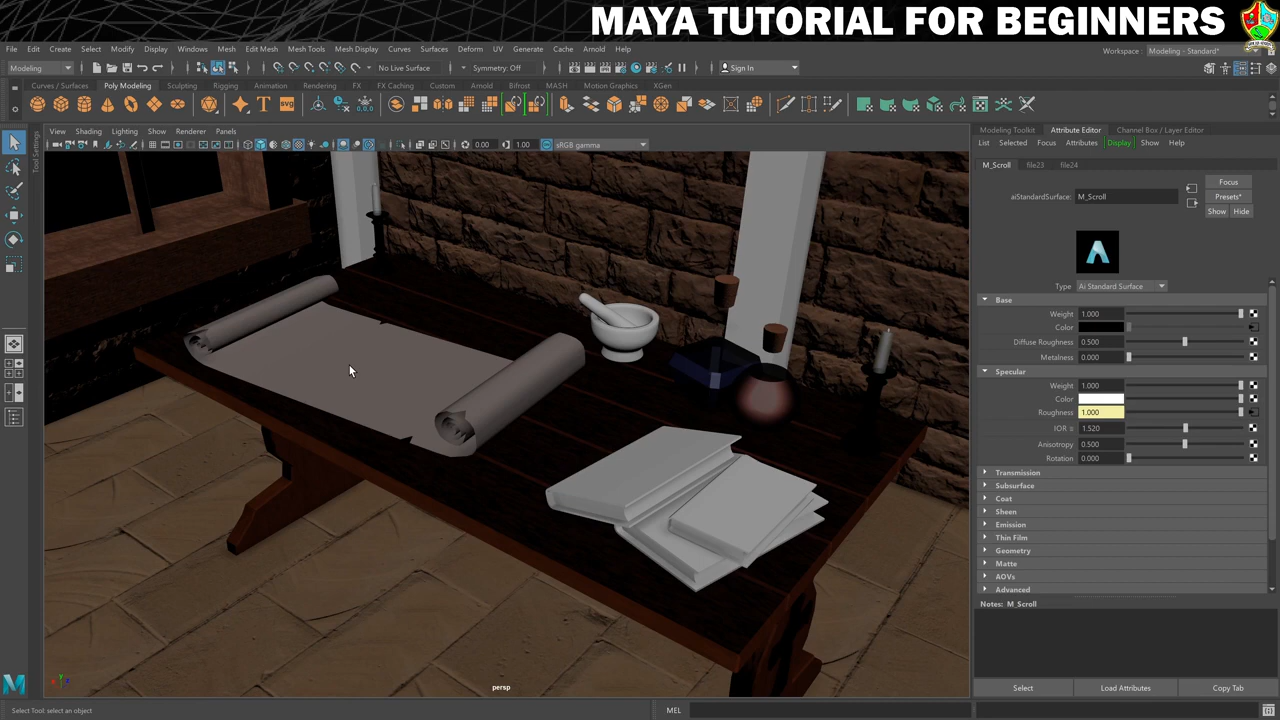 MAYA TUTORIAL FOR BEGINNERS
File Edit Create Select Modify Display Windows Mesh Edit Mesh Mesh Tools Mesh Display Curves Surfaces Deform UV Generate Cache Arnold Help
Workspace : Modeling - Standard*
Modeling No Live Surface Symmetry: Off Sign In
Curves / Surfaces Poly Modeling Sculpting Rigging Animation Rendering FX FX Caching Custom Arnold Bifrost MASH Motion Graphics XGen
SVG
Tool Settings
View Shading Lighting Show Renderer Panels
0.00 1.00 sRGB gamma
Modeling Toolkit Attribute Editor Channel Box / Layer Editor
List Selected Focus Attributes Display Show Help
M_Scroll file23 file24
Focus
aiStandardSurface: M_Scroll Presets*
Show Hide
Type Ai Standard Surface
Base
Weight 1.000
Color
Diffuse Roughness 0.500
Metalness 0.000
Specular
Weight 1.000
Color
Roughness 1.000
IOR = 1.520
Anisotropy 0.500
Rotation 0.000
Transmission
Subsurface
Coat
Sheen
Emission
Thin Film
Geometry
Matte
AOVs
Advanced
Notes: M_Scroll
persp
Select Load Attributes Copy Tab
Select Tool: select an object
MEL